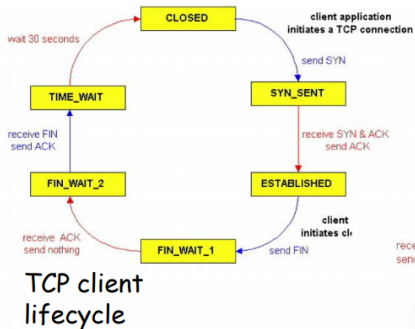 CLOSED
client application
initiates a TCP connection
wait 30 seconds
send SYN
TIME_WAIT
SYN_SENT
receive FIN
send ACK
receive SYN & ACK
send ACK
FIN_WAIT_2
ESTABLISHED
client
initiates
receive ACK
send nothing
FIN_WAIT_1
send FIN
TCP client
lifecycle